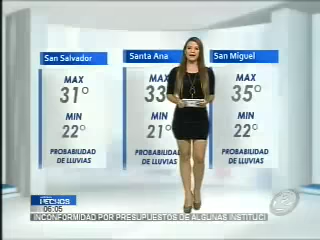 San Salvador
MAX
31°
MIN
22°
PROBABILIDAD
DE LLUVIAS
Santa Ana
MAX
33
MIN
21°
PROBABILIDAD
DE LLUVIAS
San Miguel
MAX
35°
MIN
22°
PROBABILIDAD
DE LLUVIAS
HECHOS
06:05
INCONFORMIDAD POR PRESUPUESTOS DE ALGUNAS INSTITUCI